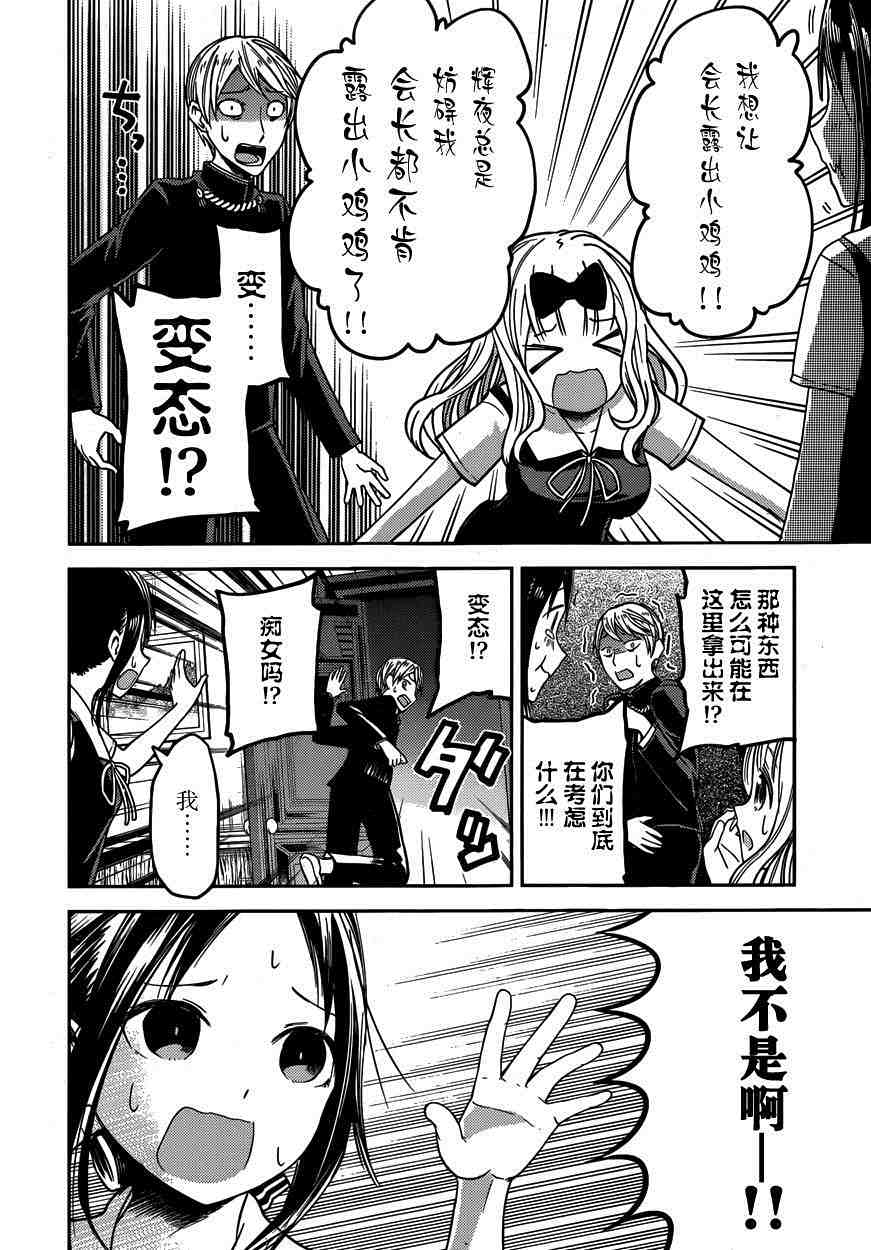 我想让
会长露出小鸡鸡!!
辉夜总是
妨碍我
会长都不肯
露出小鸡鸡了!!
ちっ……
变……
变态!?
那种东西
怎么可能在
这里拿出来!?
你们到底
在考虑
什么!!!
变态!?
痴女吗!?
ダッ
我……
我不是啊—!!